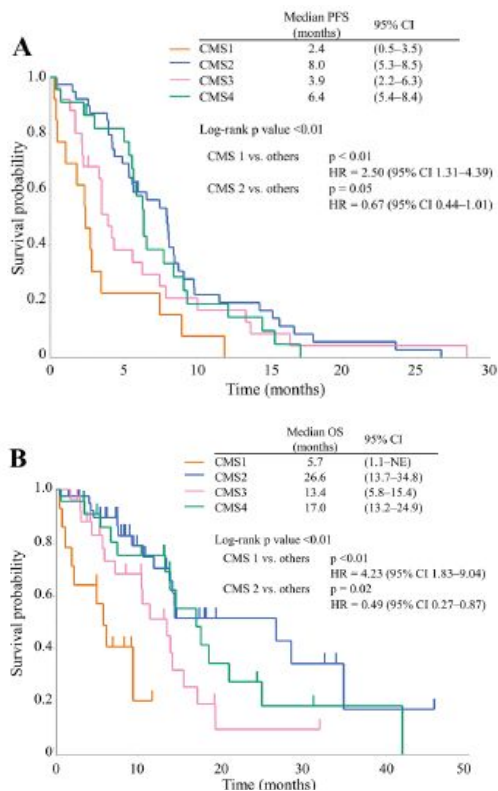 A
Median PFS (months) 95% CI
CMS1 2.4 (0.5–3.5)
CMS2 8.0 (5.3–8.5)
CMS3 3.9 (2.2–6.3)
CMS4 6.4 (5.4–8.4)
Log-rank p value <0.01
CMS 1 vs. others p < 0.01
HR = 2.50 (95% CI 1.31–4.39)
CMS 2 vs. others p = 0.05
HR = 0.67 (95% CI 0.44–1.01)
Survival probability
1.0
0.8
0.6
0.4
0.2
0
0 5 10 15 20 25 30
Time (months)
B
Median OS (months) 95% CI
CMS1 5.7 (1.1–NE)
CMS2 26.6 (13.7–34.8)
CMS3 13.4 (5.8–15.4)
CMS4 17.0 (13.2–24.9)
Log-rank p value <0.01
CMS 1 vs. others p <0.01
HR = 4.23 (95% CI 1.83–9.04)
CMS 2 vs. others p = 0.02
HR = 0.49 (95% CI 0.27–0.87)
Survival probability
1.0
0.8
0.6
0.4
0.2
0
0 10 20 30 40 50
Time (months)